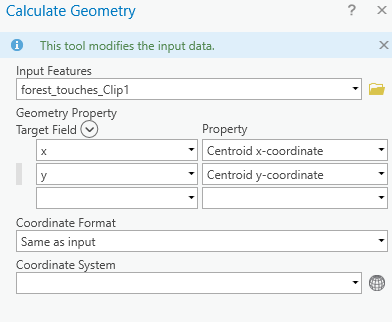 Calculate Geometry ? ×
This tool modifies the input data. ×
Input Features
forest_touches_Clip1
Geometry Property
Target Field Property
x Centroid x-coordinate
y Centroid y-coordinate
Coordinate Format
Same as input
Coordinate System